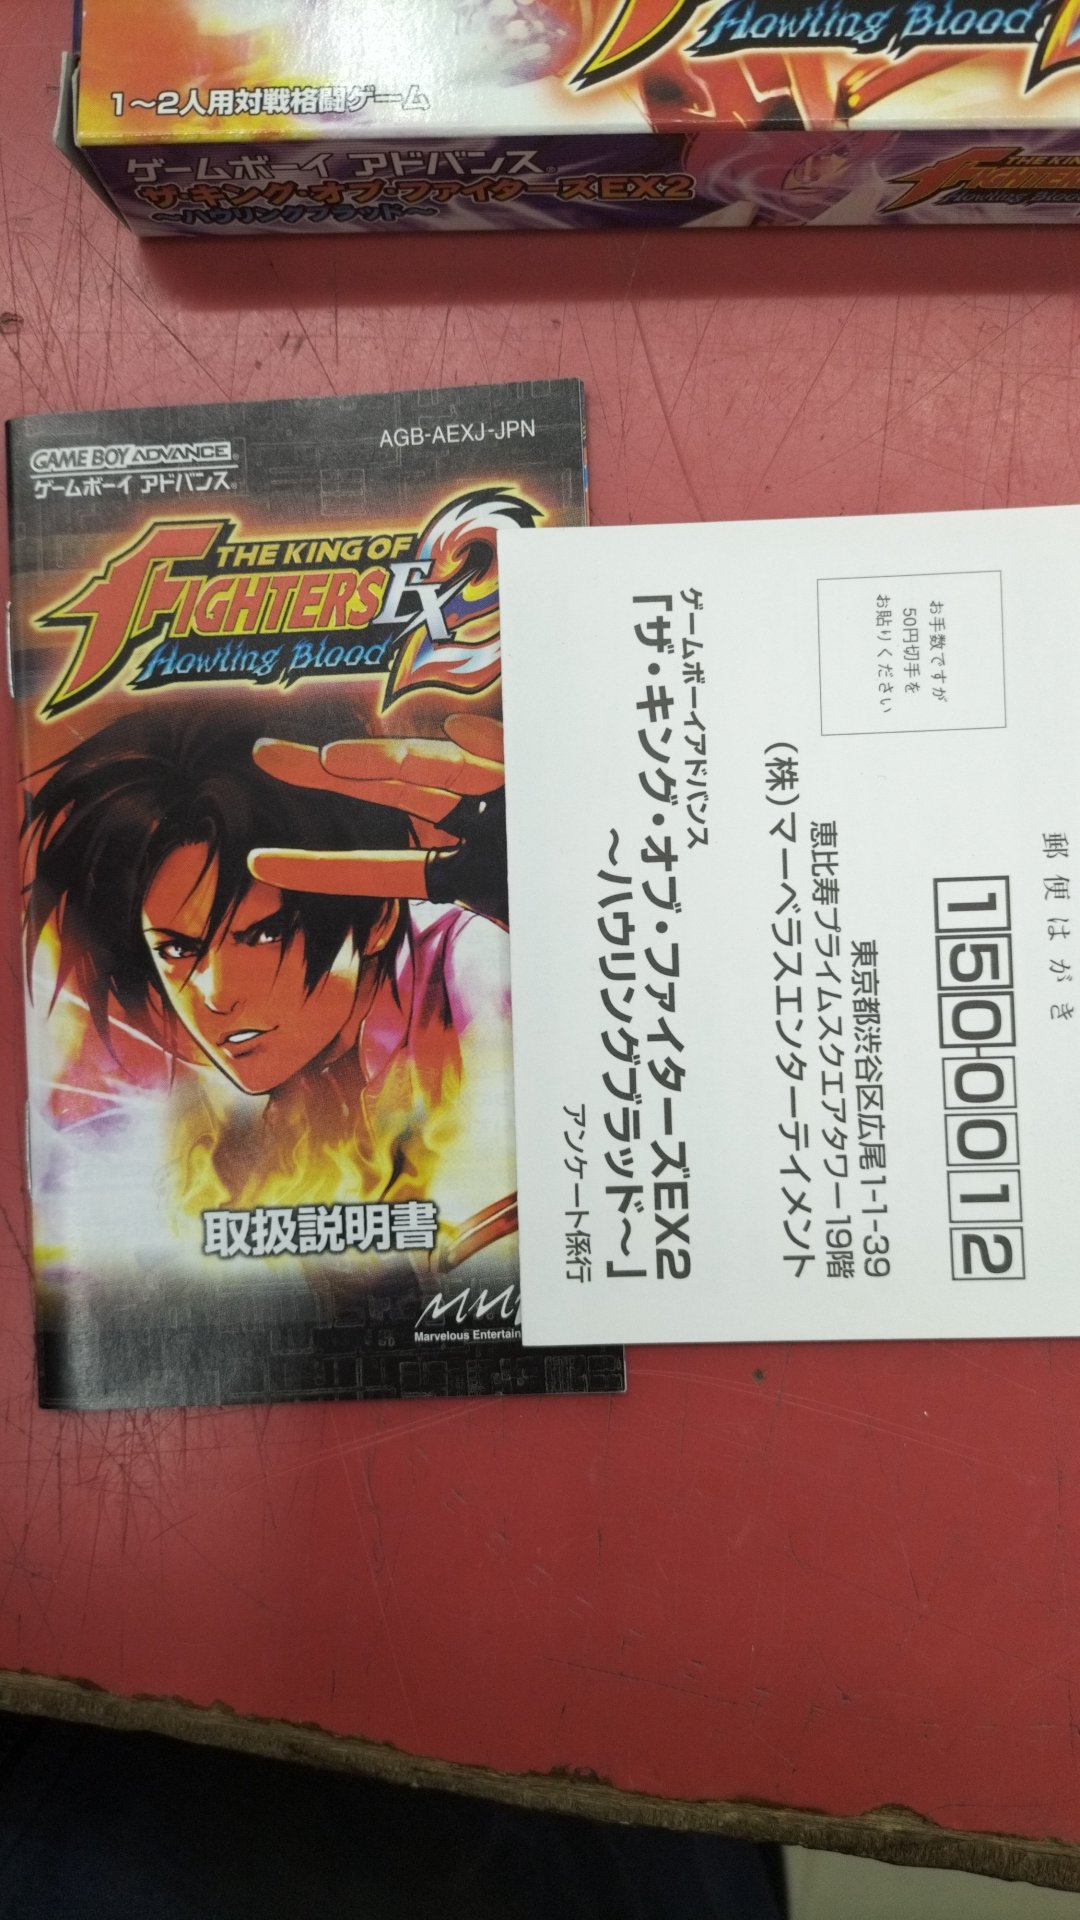 Howling Blood
1～2人用対戦格闘ゲーム
ゲームボーイ アドバンス®
ザ・キング・オブ・ファイターズEX2
～ハウリングブラッド～
THE KING
FIGHTERS
Howling Blood
AGB-AEXJ-JPN
GAME BOY ADVANCE
ゲームボーイ アドバンス®
THE KING OF
FIGHTERS EX2
Howling Blood
取扱説明書
Marvelous Entertain
郵便はがき
150-0012
お手数ですが
50円切手を
お貼りください
東京都渋谷区広尾1-1-39
恵比寿プライムスクエアタワー19階
（株）マーベラスエンターテイメント
ゲームボーイアドバンス
「ザ・キング・オブ・ファイターズEX2
～ハウリングブラッド～」
アンケート係行